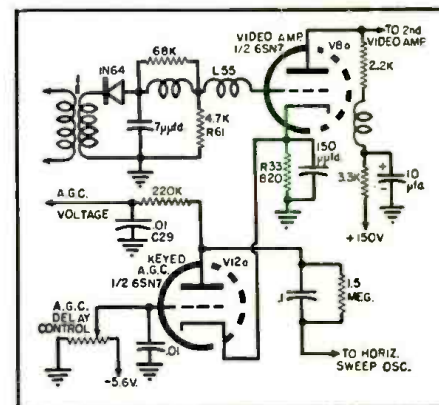 68K
IN64
L55
7μμfd
4.7K
R61
VIDEO AMP.
1/2 6SN7
V8a
TO 2nd
VIDEO AMP.
2.2K
R33
820
150
μμfd
3.3K
+
-
10
μfd
+150V
A.G.C.
VOLTAGE
220K
.01
C29
KEYED
A.G.C.
1/2 6SN7
V12a
A.G.C.
DELAY
CONTROL
.01
-5.6V.
.1
1.5
MEG.
TO HORIZ.
SWEEP OSC.